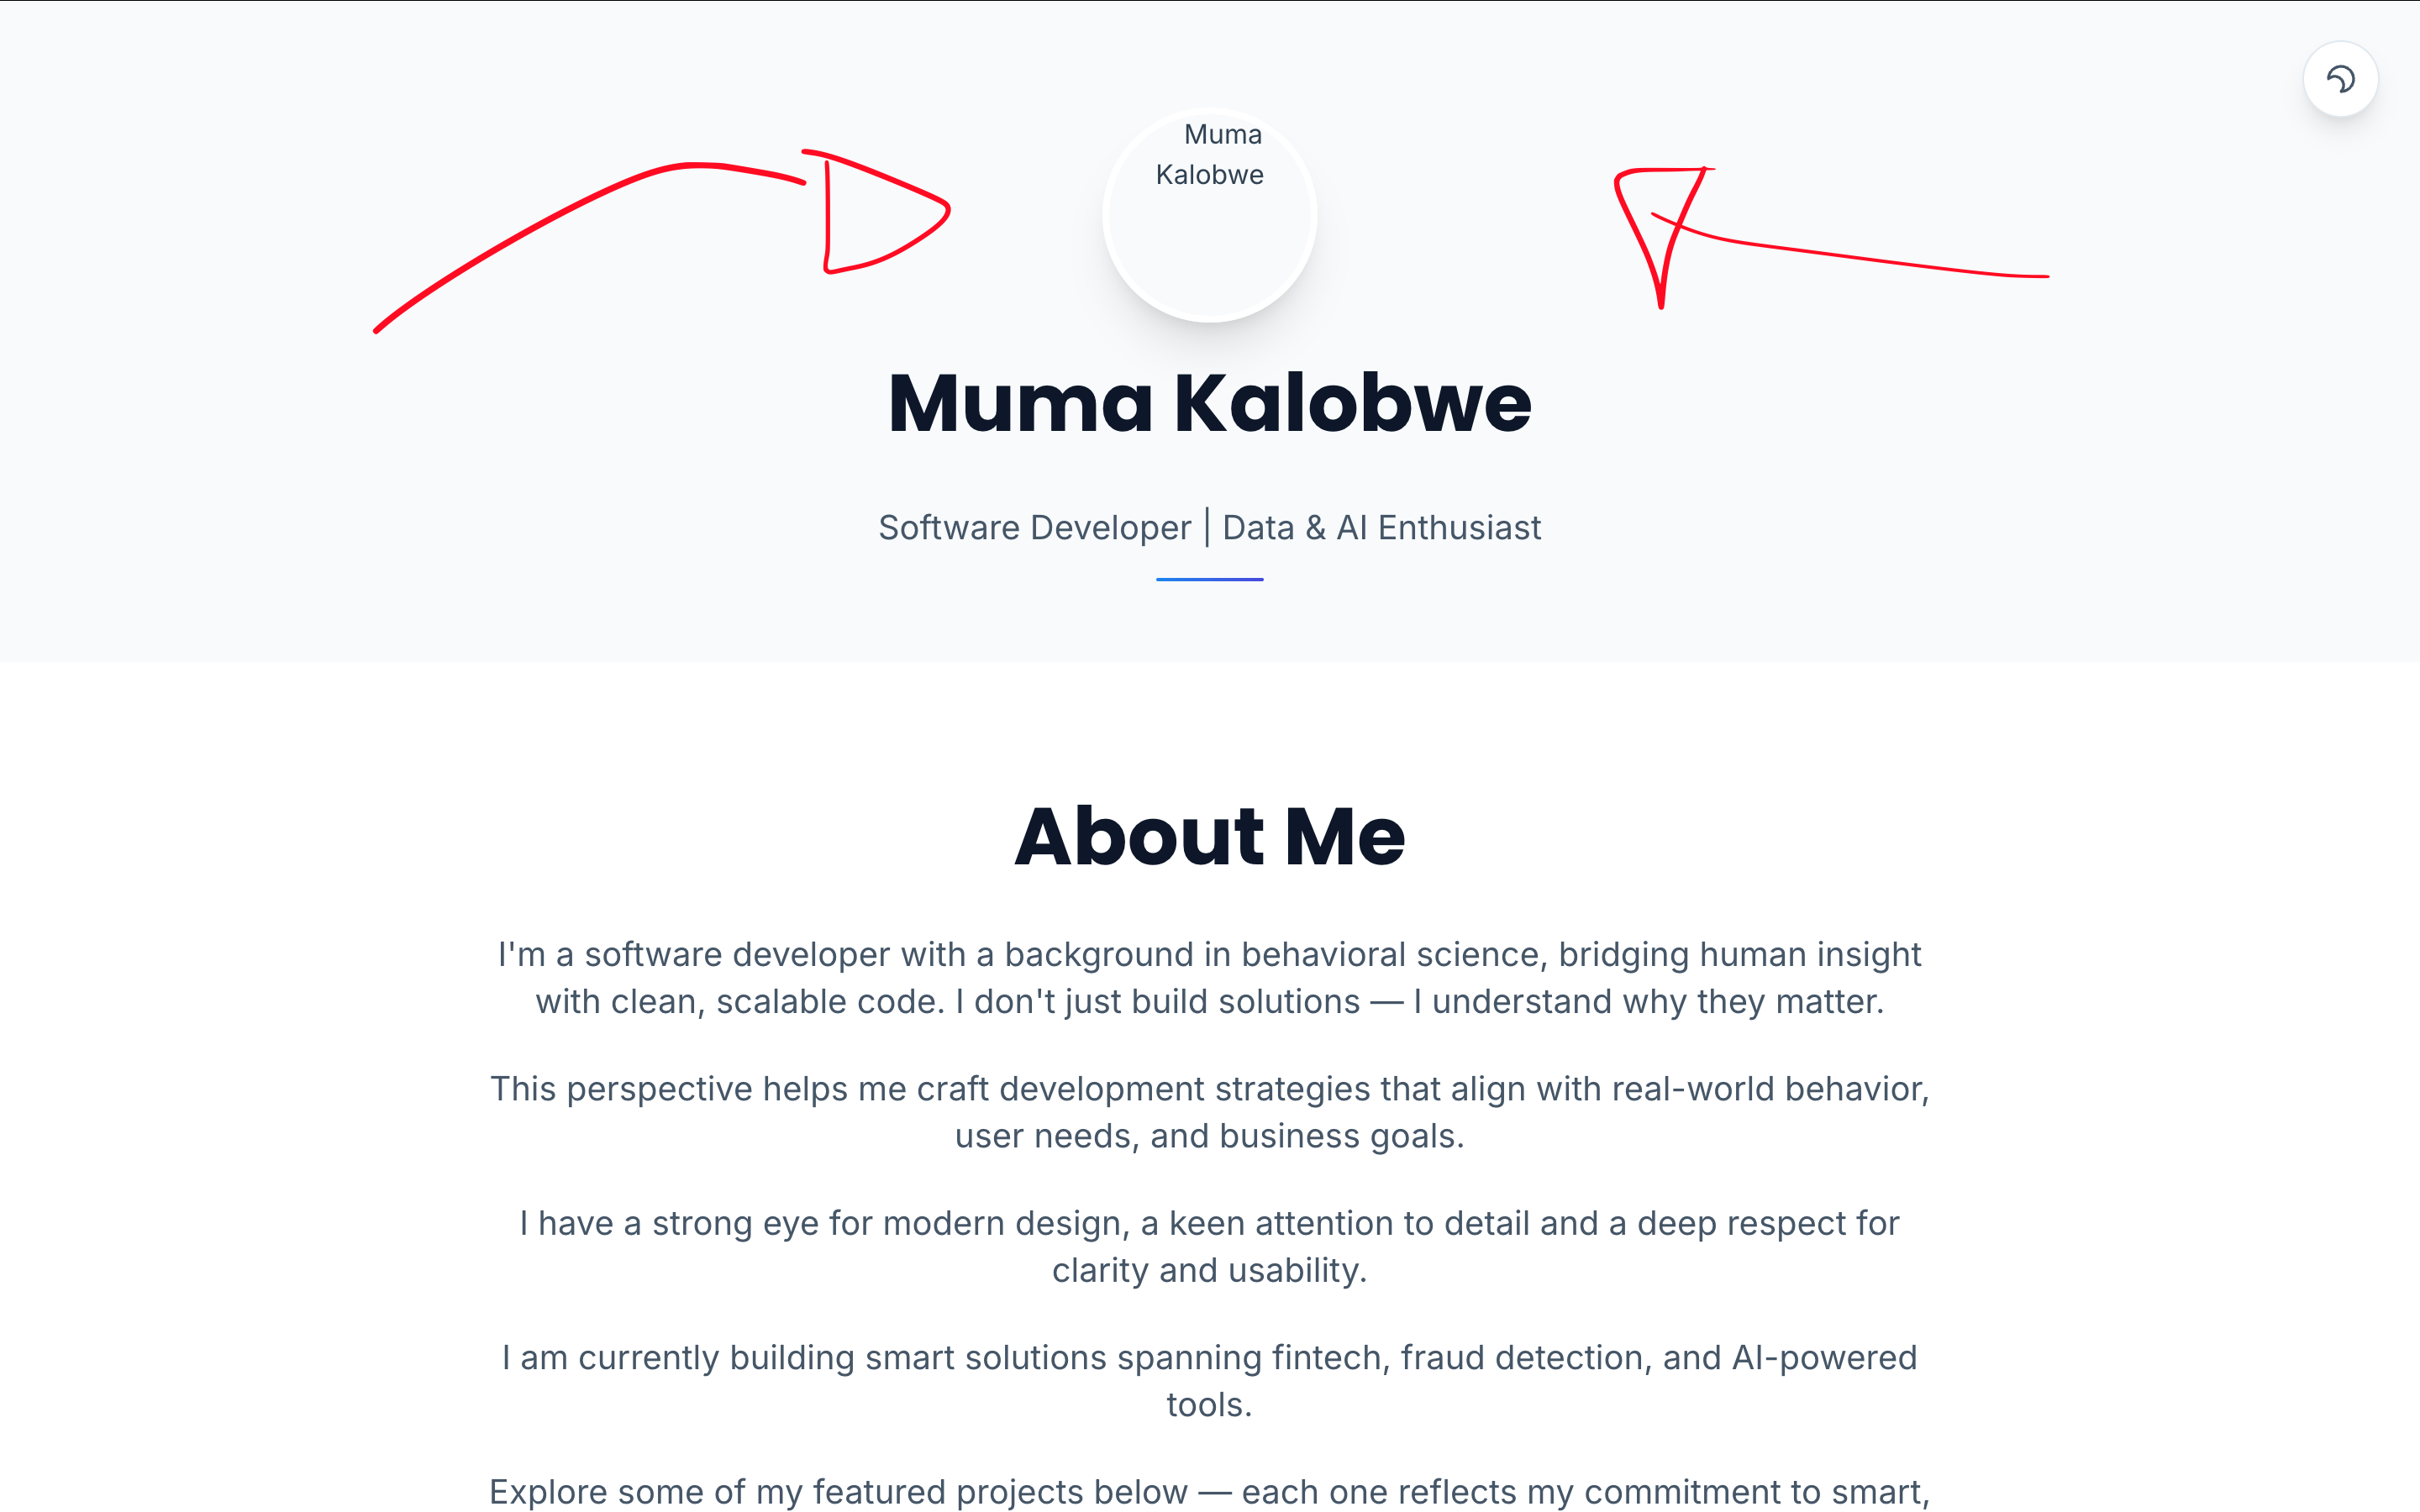 Muma
Kalobwe
Muma Kalobwe
Software Developer | Data & AI Enthusiast
About Me
I'm a software developer with a background in behavioral science, bridging human insight
with clean, scalable code. I don't just build solutions — I understand why they matter.
This perspective helps me craft development strategies that align with real-world behavior,
user needs, and business goals.
I have a strong eye for modern design, a keen attention to detail and a deep respect for
clarity and usability.
I am currently building smart solutions spanning fintech, fraud detection, and AI-powered
tools.
Explore some of my featured projects below — each one reflects my commitment to smart,